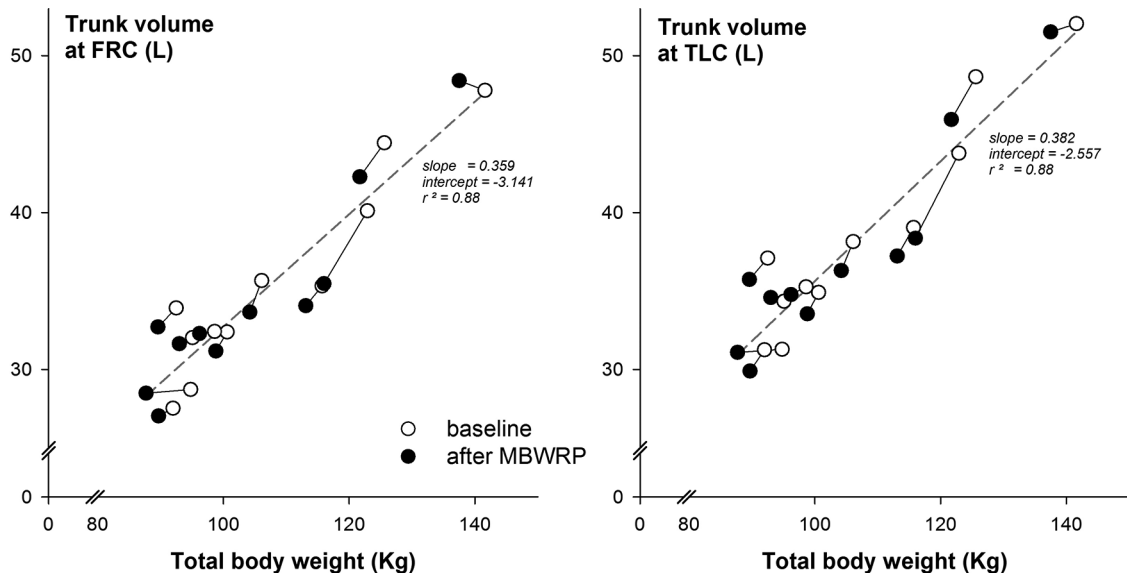 Trunk volume
at FRC (L)
50
40
30
0
slope = 0.359
intercept = -3.141
r ² = 0.88
baseline
after MBWRP
0 80 100 120 140
Total body weight (Kg)
Trunk volume
at TLC (L)
50
40
30
0
slope = 0.382
intercept = -2.557
r ² = 0.88
0 80 100 120 140
Total body weight (Kg)